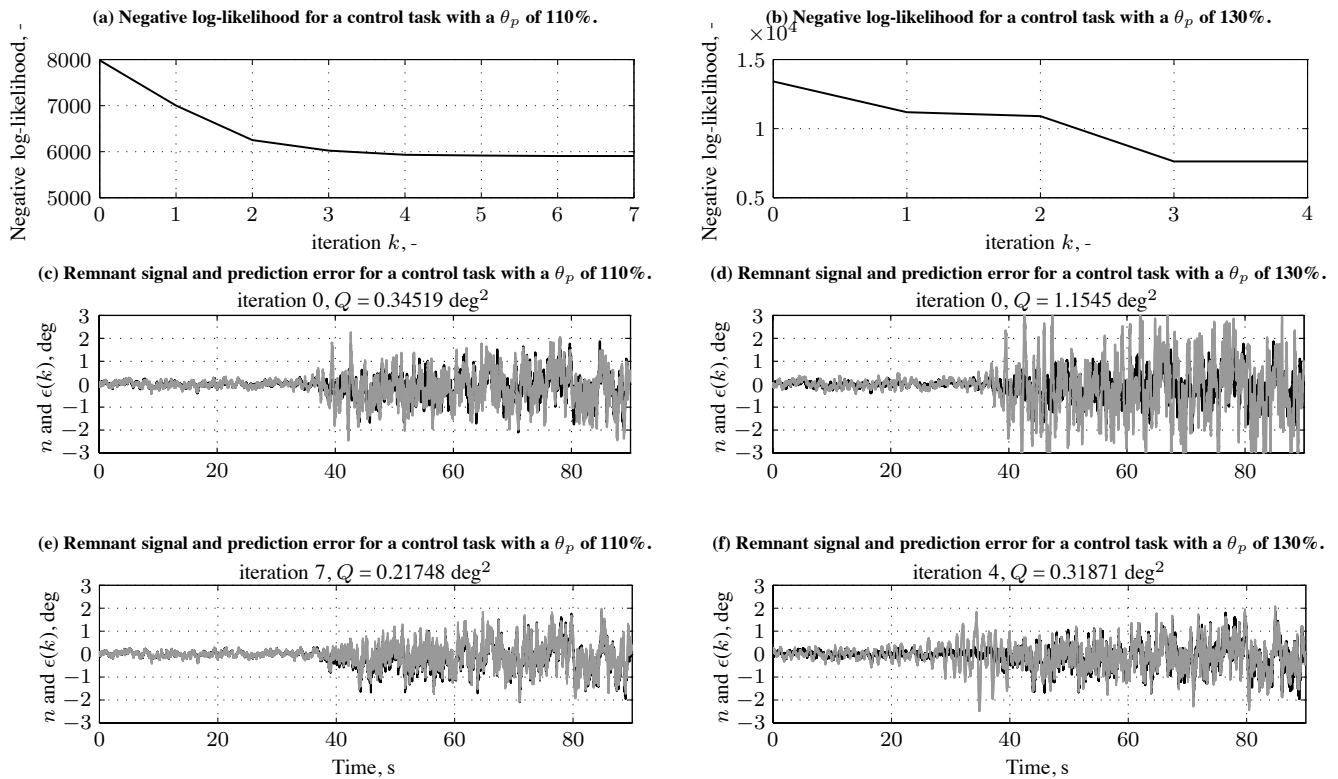 (a) Negative log-likelihood for a control task with a θp of 110%.
Negative log-likelihood, -
8000
7000
6000
5000
0 1 2 3 4 5 6 7
iteration k, -
(b) Negative log-likelihood for a control task with a θp of 130%.
×10^4
Negative log-likelihood, -
1.5
1
0.5
0 1 2 3 4
iteration k, -
(c) Remnant signal and prediction error for a control task with a θp of 110%.
iteration 0, Q = 0.34519 deg²
n and ϵ(k), deg
3
2
1
0
−1
−2
−3
0 20 40 60 80
(d) Remnant signal and prediction error for a control task with a θp of 130%.
iteration 0, Q = 1.1545 deg²
n and ϵ(k), deg
3
2
1
0
−1
−2
−3
0 20 40 60 80
(e) Remnant signal and prediction error for a control task with a θp of 110%.
iteration 7, Q = 0.21748 deg²
n and ϵ(k), deg
3
2
1
0
−1
−2
−3
0 20 40 60 80
Time, s
(f) Remnant signal and prediction error for a control task with a θp of 130%.
iteration 4, Q = 0.31871 deg²
n and ϵ(k), deg
3
2
1
0
−1
−2
−3
0 20 40 60 80
Time, s